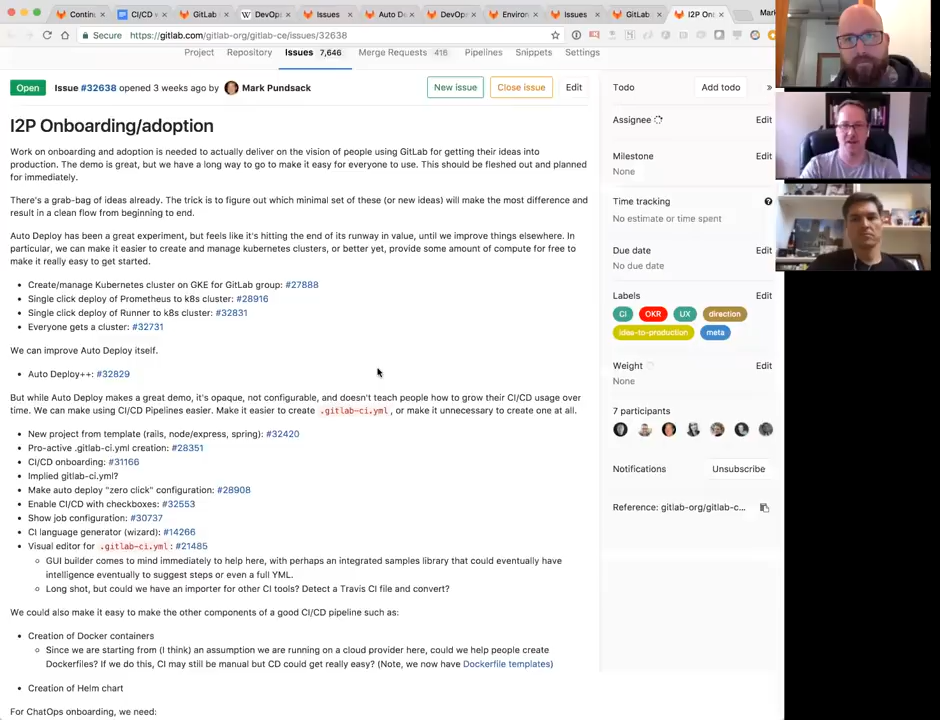 Contin
CI/CD
GitLab
DevOp
Issues
Auto D
DevOp
Environ
Issues
GitLab
I2P On
Mark
Secure
https://gitlab.com/gitlab-org/gitlab-ce/issues/32638
Project Repository Issues 7,646 Merge Requests 416 Pipelines Snippets Settings
Open Issue #32638 opened 3 weeks ago by Mark Pundsack New issue Close issue Edit
I2P Onboarding/adoption
Work on onboarding and adoption is needed to actually deliver on the vision of people using GitLab for getting their ideas into
production. The demo is great, but we have a long way to go to make it easy for everyone to use. This should be fleshed out and planned
for immediately.
There's a grab-bag of ideas already. The trick is to figure out which minimal set of these (or new ideas) will make the most difference and
result in a clean flow from beginning to end.
Auto Deploy has been a great experiment, but feels like it's hitting the end of its runway in value, until we improve things elsewhere. In
particular, we can make it easier to create and manage kubernetes clusters, or better yet, provide some amount of compute for free to
make it really easy to get started.
• Create/manage Kubernetes cluster on GKE for GitLab group: #27888
• Single click deploy of Prometheus to k8s cluster: #28916
• Single click deploy of Runner to k8s cluster: #32831
• Everyone gets a cluster: #32731
We can improve Auto Deploy itself.
• Auto Deploy++: #32829
But while Auto Deploy makes a great demo, it's opaque, not configurable, and doesn't teach people how to grow their CI/CD usage over
time. We can make using CI/CD Pipelines easier. Make it easier to create .gitlab-ci.yml, or make it unnecessary to create one at all.
• New project from template (rails, node/express, spring): #32420
• Pro-active .gitlab-ci.yml creation: #28351
• CI/CD onboarding: #31166
• Implied gitlab-ci.yml?
• Make auto deploy "zero click" configuration: #28908
• Enable CI/CD with checkboxes: #32553
• Show job configuration: #30737
• CI language generator (wizard): #14266
• Visual editor for .gitlab-ci.yml: #21485
GUI builder comes to mind immediately to help here, with perhaps an integrated samples library that could eventually have
intelligence eventually to suggest steps or even a full YML.
Long shot, but could we have an importer for other CI tools? Detect a Travis CI file and convert?
We could also make it easy to make the other components of a good CI/CD pipeline such as:
• Creation of Docker containers
Since we are starting from (I think) an assumption we are running on a cloud provider here, could we help people create
Dockerfiles? If we do this, CI may still be manual but CD could get really easy? (Note, we now have Dockerfile templates)
• Creation of Helm chart
For ChatOps onboarding, we need:
Todo Add todo »
Assignee Edit
Milestone Edit
None
Time tracking
No estimate or time spent
Due date Edit
No due date
Labels Edit
CI OKR UX direction
idea-to-production meta
Weight Edit
None
7 participants
Notifications Unsubscribe
Reference: gitlab-org/gitlab-c...